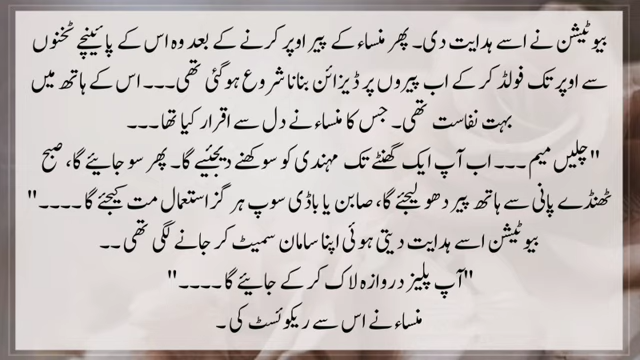 بیوٹیشن نے اسے ہدایت دی۔ پھر منساء کے پیر اوپر کرنے کے بعد وہ اس کے پائینچے ٹخنوں
سے اوپر تک فولڈ کر کے اب پیروں پر ڈیزائن بنانا شروع ہو گئی تھی۔۔۔ اس کے ہاتھ میں
بہت نفاست تھی۔ جس کا منساء نے دل سے اقرار کیا تھا ۔۔۔
"چلیں میم ۔۔۔ اب آپ ایک گھنٹے تک مہندی کو سوکھنے دیجئیے گا۔ پھر سو جائیے گا، صبح
ٹھنڈے پانی سے ہاتھ پیر دھو لیجئے گا، صابن یا باڈی سوپ ہر گز استعمال مت کیجئے گا ۔۔۔۔"
بیوٹیشن اسے ہدایت دیتی ہوئی اپنا سامان سمیٹ کر جانے لگی تھی ۔۔
"آپ پلیز دروازہ لاک کر کے جائیے گا ۔۔۔۔"
منساء نے اس سے ریکوئسٹ کی ۔